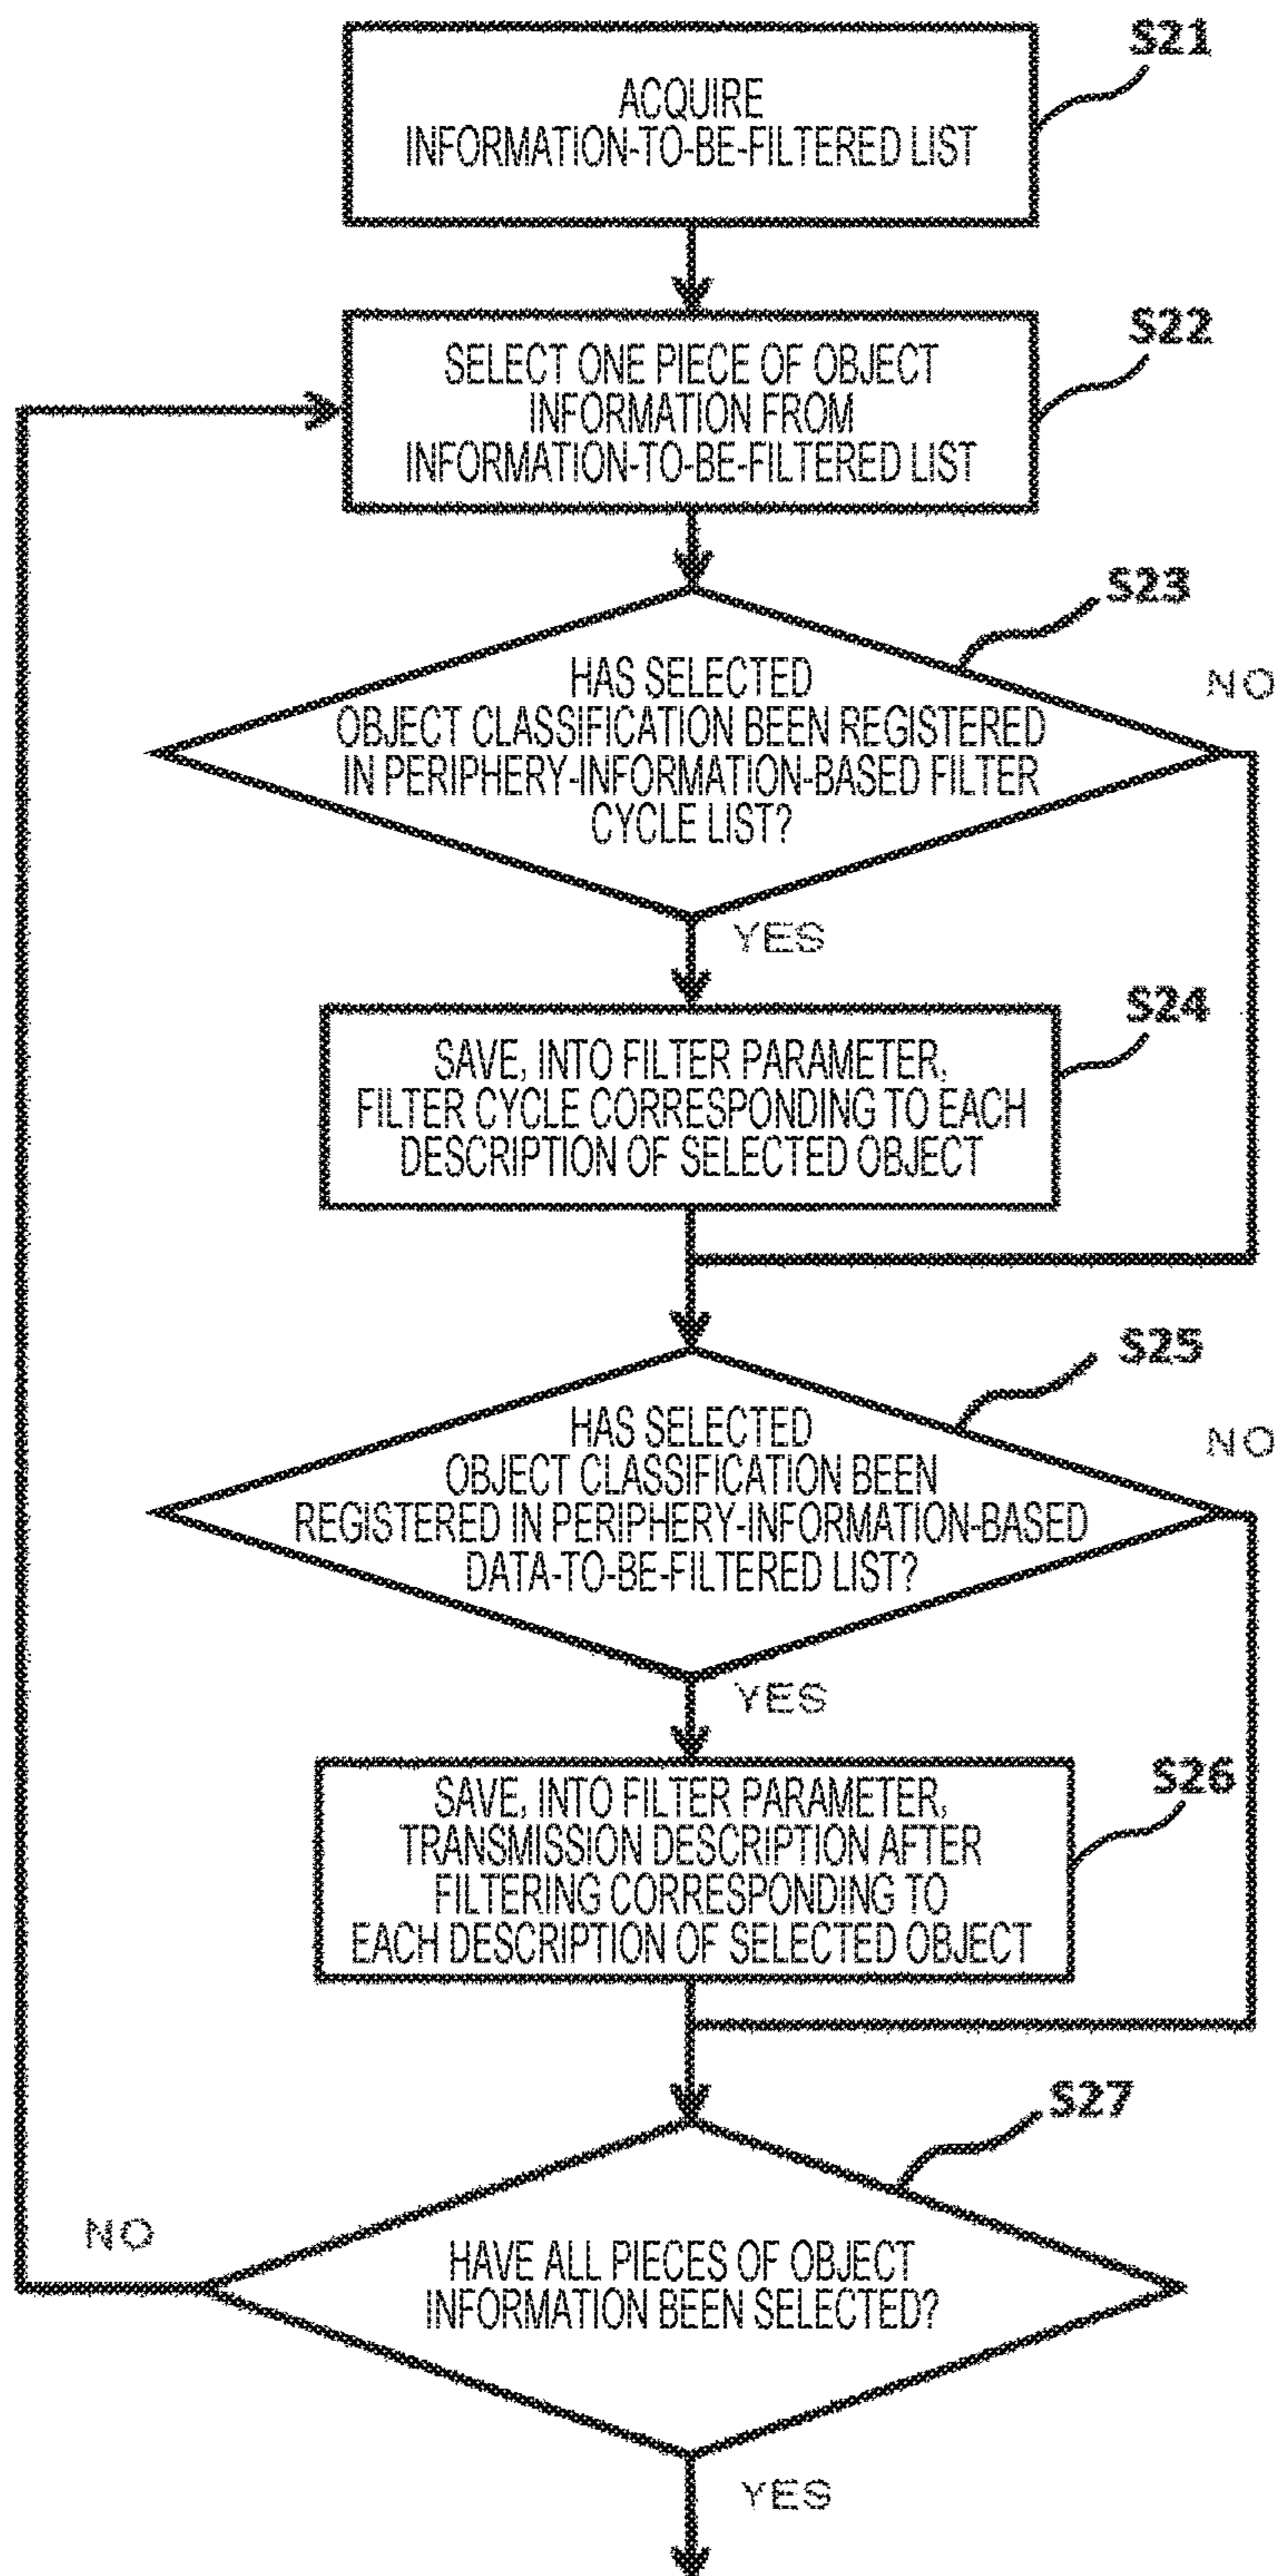 S21
ACQUIRE
INFORMATION-TO-BE-FILTERED LIST
S22
SELECT ONE PIECE OF OBJECT
INFORMATION FROM
INFORMATION-TO-BE-FILTERED LIST
S23
NO
HAS SELECTED
OBJECT CLASSIFICATION BEEN REGISTERED
IN PERIPHERY-INFORMATION-BASED FILTER
CYCLE LIST?
YES
S24
SAVE, INTO FILTER PARAMETER,
FILTER CYCLE CORRESPONDING TO EACH
DESCRIPTION OF SELECTED OBJECT
S25
NO
HAS SELECTED
OBJECT CLASSIFICATION BEEN
REGISTERED IN PERIPHERY-INFORMATION-BASED
DATA-TO-BE-FILTERED LIST?
YES
S26
SAVE, INTO FILTER PARAMETER,
TRANSMISSION DESCRIPTION AFTER
FILTERING CORRESPONDING TO
EACH DESCRIPTION OF SELECTED OBJECT
S27
NO
HAVE ALL PIECES OF OBJECT
INFORMATION BEEN SELECTED?
YES